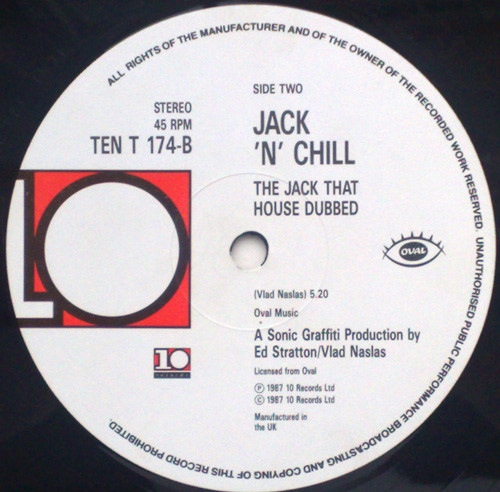 ALL RIGHTS OF THE MANUFACTURER AND OF THE OWNER OF THE RECORDED WORK RESERVED. UNAUTHORISED PUBLIC PERFORMANCE BROADCASTING AND COPYING OF THIS RECORD PROHIBITED.
STEREO
45 RPM
TEN T 174-B
SIDE TWO
JACK
'N' CHILL
THE JACK THAT
HOUSE DUBBED
OVAL
10
(Vlad Naslas) 5.20
Oval Music
A Sonic Graffiti Production by
Ed Stratton/Vlad Naslas
Licensed from Oval
Ⓟ 1987 10 Records Ltd
© 1987 10 Records Ltd
Manufactured in
the UK
10
records